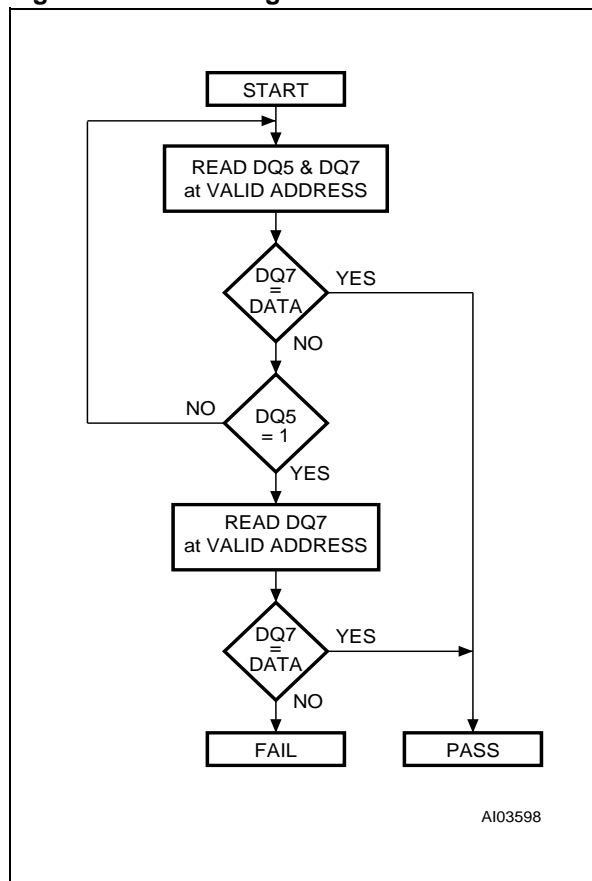 START
READ DQ5 & DQ7
at VALID ADDRESS
DQ7
=
DATA
YES
NO
NO
DQ5
= 1
YES
READ DQ7
at VALID ADDRESS
DQ7
=
DATA
YES
NO
FAIL
PASS
AI03598